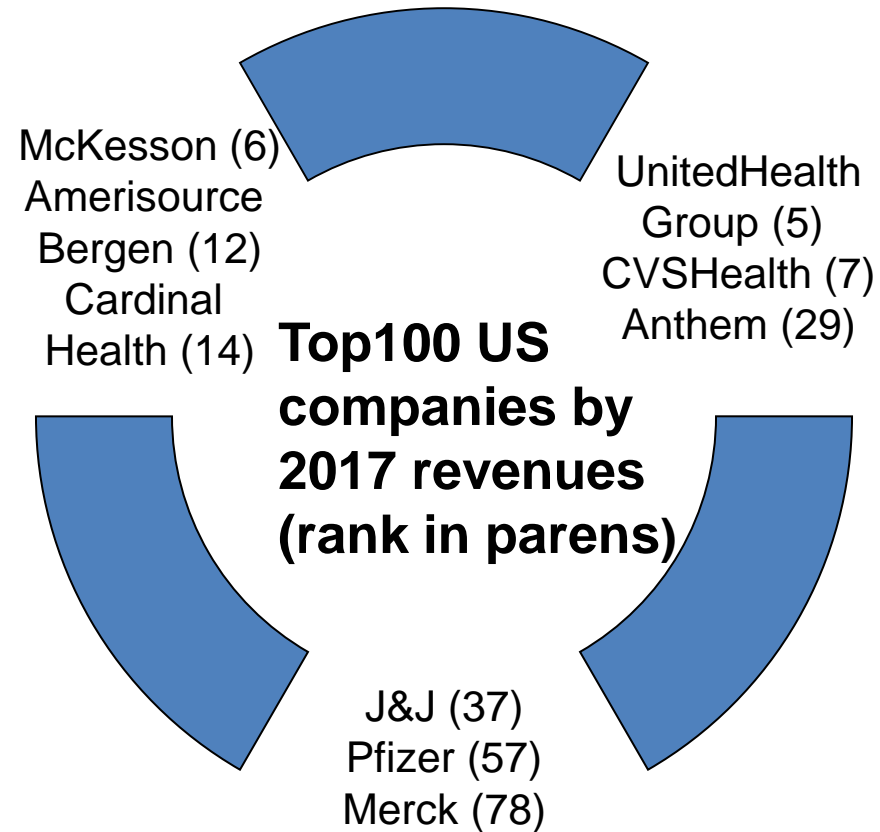 McKesson (6)
Amerisource
Bergen (12)
Cardinal
Health (14)
UnitedHealth
Group (5)
CVSHealth (7)
Anthem (29)
Top100 US
companies by
2017 revenues
(rank in parens)
J&J (37)
Pfizer (57)
Merck (78)